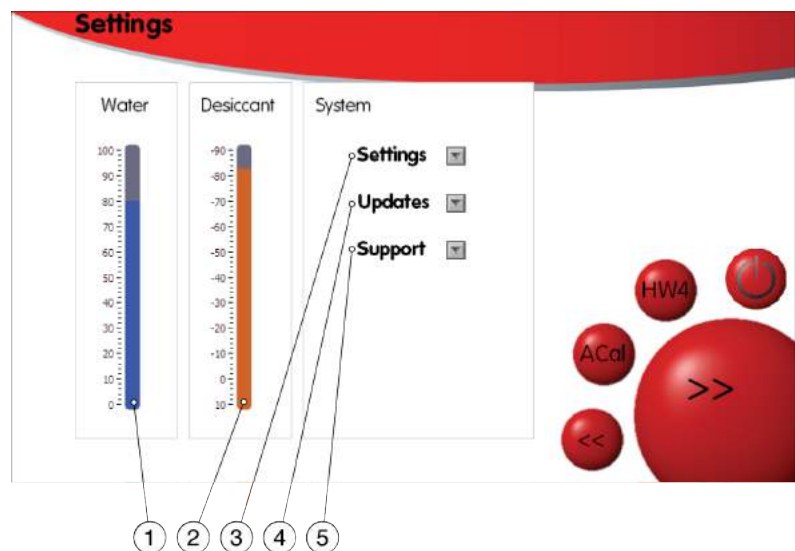 Settings
Water
Desiccant
System
100
90
80
70
60
50
40
30
20
10
0
-90
-80
-70
-60
-50
-40
-30
-20
-10
0
10
Settings
Updates
Support
HW4
ACal
>>
<<
1 2 3 4 5